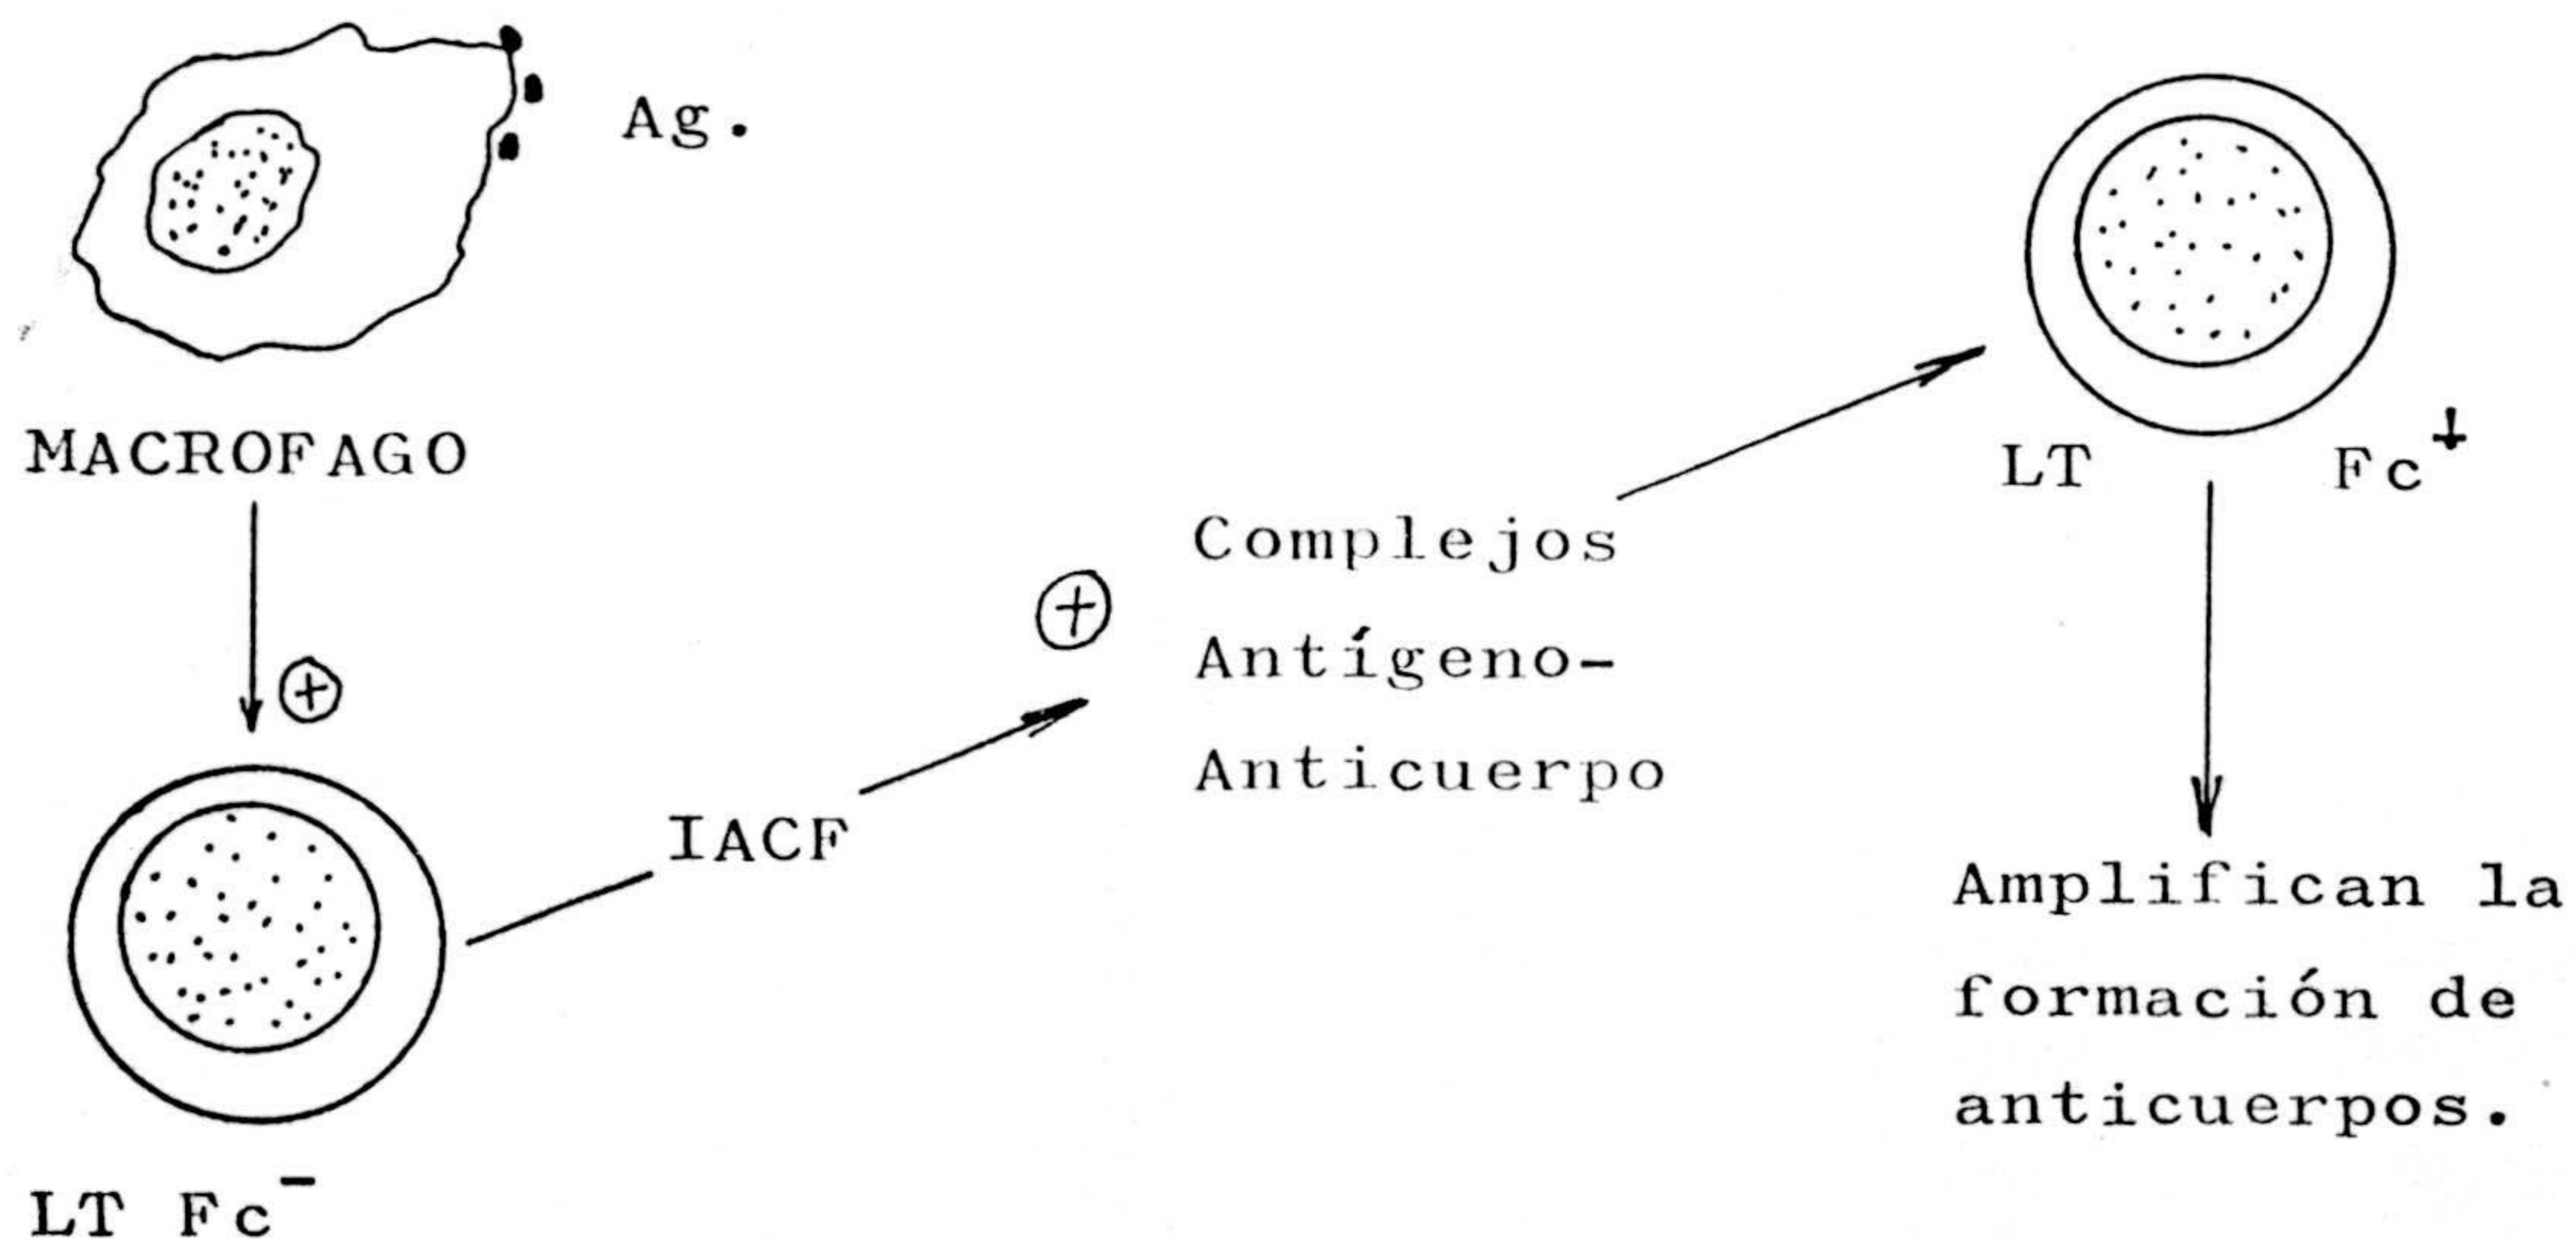 Ag.
MACROFAGO
⊕
LT Fc⁻
IACF
⊕
Complejos
Antígeno-
Anticuerpo
LT Fc⁺
Amplifican la
formación de
anticuerpos.